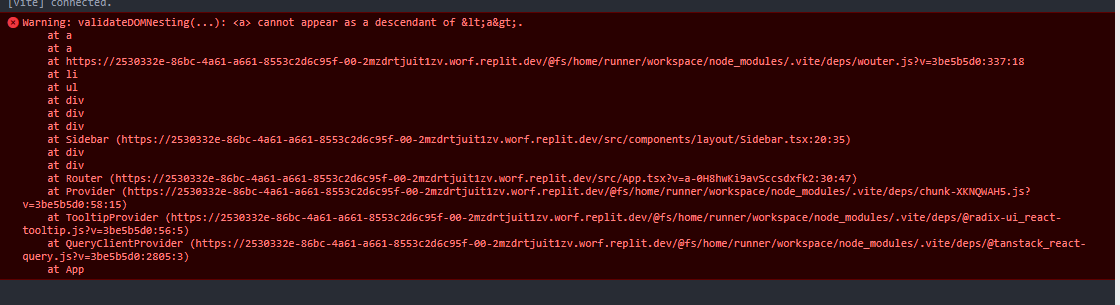 [vite] connected.
Warning: validateDOMNesting(...): <a> cannot appear as a descendant of &lt;a&gt;.
at a
at a
at https://2530332e-86bc-4a61-a661-8553c2d6c95f-00-2mzdrtjuit1zv.worf.replit.dev/@fs/home/runner/workspace/node_modules/.vite/deps/wouter.js?v=3be5b5d0:337:18
at li
at ul
at div
at div
at div
at Sidebar (https://2530332e-86bc-4a61-a661-8553c2d6c95f-00-2mzdrtjuit1zv.worf.replit.dev/src/components/layout/Sidebar.tsx:20:35)
at div
at div
at Router (https://2530332e-86bc-4a61-a661-8553c2d6c95f-00-2mzdrtjuit1zv.worf.replit.dev/src/App.tsx?v=a-0H8hwKi9avSccsdxfk2:30:47)
at Provider (https://2530332e-86bc-4a61-a661-8553c2d6c95f-00-2mzdrtjuit1zv.worf.replit.dev/@fs/home/runner/workspace/node_modules/.vite/deps/chunk-XKNQWAH5.js?
v=3be5b5d0:58:15)
at TooltipProvider (https://2530332e-86bc-4a61-a661-8553c2d6c95f-00-2mzdrtjuit1zv.worf.replit.dev/@fs/home/runner/workspace/node_modules/.vite/deps/@radix-ui_react-
tooltip.js?v=3be5b5d0:56:5)
at QueryClientProvider (https://2530332e-86bc-4a61-a661-8553c2d6c95f-00-2mzdrtjuit1zv.worf.replit.dev/@fs/home/runner/workspace/node_modules/.vite/deps/@tanstack_react-
query.js?v=3be5b5d0:2805:3)
at App